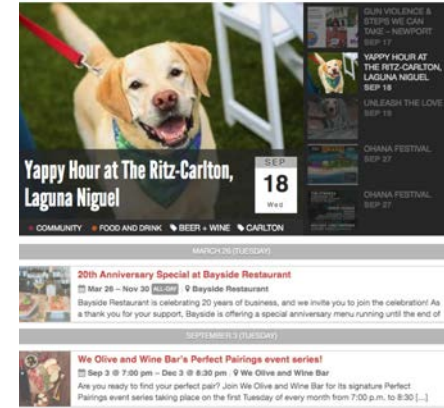 Yappy Hour at The Ritz-Carlton,
Laguna Niguel
SEP
18
Wed
COMMUNITY FOOD AND DRINK BEER + WINE CARLTON
GUN VIOLENCE &
STEPS WE CAN
TAKE – NEWPORT
SEP 17
YAPPY HOUR AT
THE RITZ-CARLTON,
LAGUNA NIGUEL
SEP 18
UNLEASH THE LOVE
SEP 19
OHANA FESTIVAL
SEP 27
OHANA FESTIVAL
SEP 27
MARCH 26 (TUESDAY)
20th Anniversary Special at Bayside Restaurant
Mar 26 – Nov 30 ALL-DAY Bayside Restaurant
Bayside Restaurant is celebrating 20 years of business, and we invite you to join the celebration! As
a thank you for your support, Bayside is offering a special anniversary menu running until the end of
SEPTEMBER 3 (TUESDAY)
We Olive and Wine Bar's Perfect Pairings event series!
Sep 3 @ 7:00 pm – Dec 3 @ 8:30 pm We Olive and Wine Bar
Are you ready to find your perfect pair? Join We Olive and Wine Bar for its signature Perfect
Pairings event series taking place on the first Tuesday of every month from 7:00 p.m. to 8:30 [...]